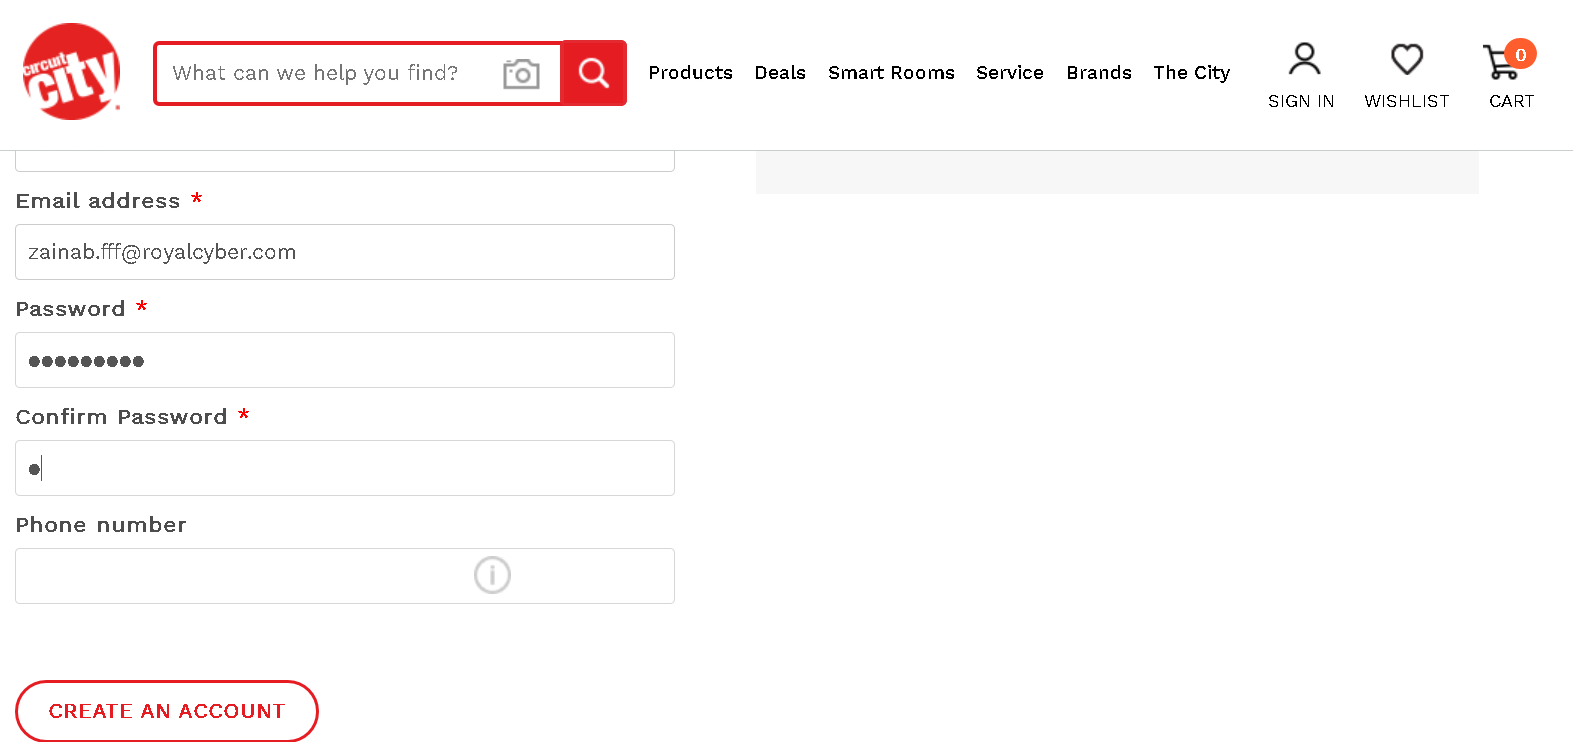 circuit
city
What can we help you find?
Products Deals Smart Rooms Service Brands The City
SIGN IN WISHLIST 0 CART
Email address *
zainab.fff@royalcyber.com
Password *
●●●●●●●●●
Confirm Password *
●
Phone number
CREATE AN ACCOUNT